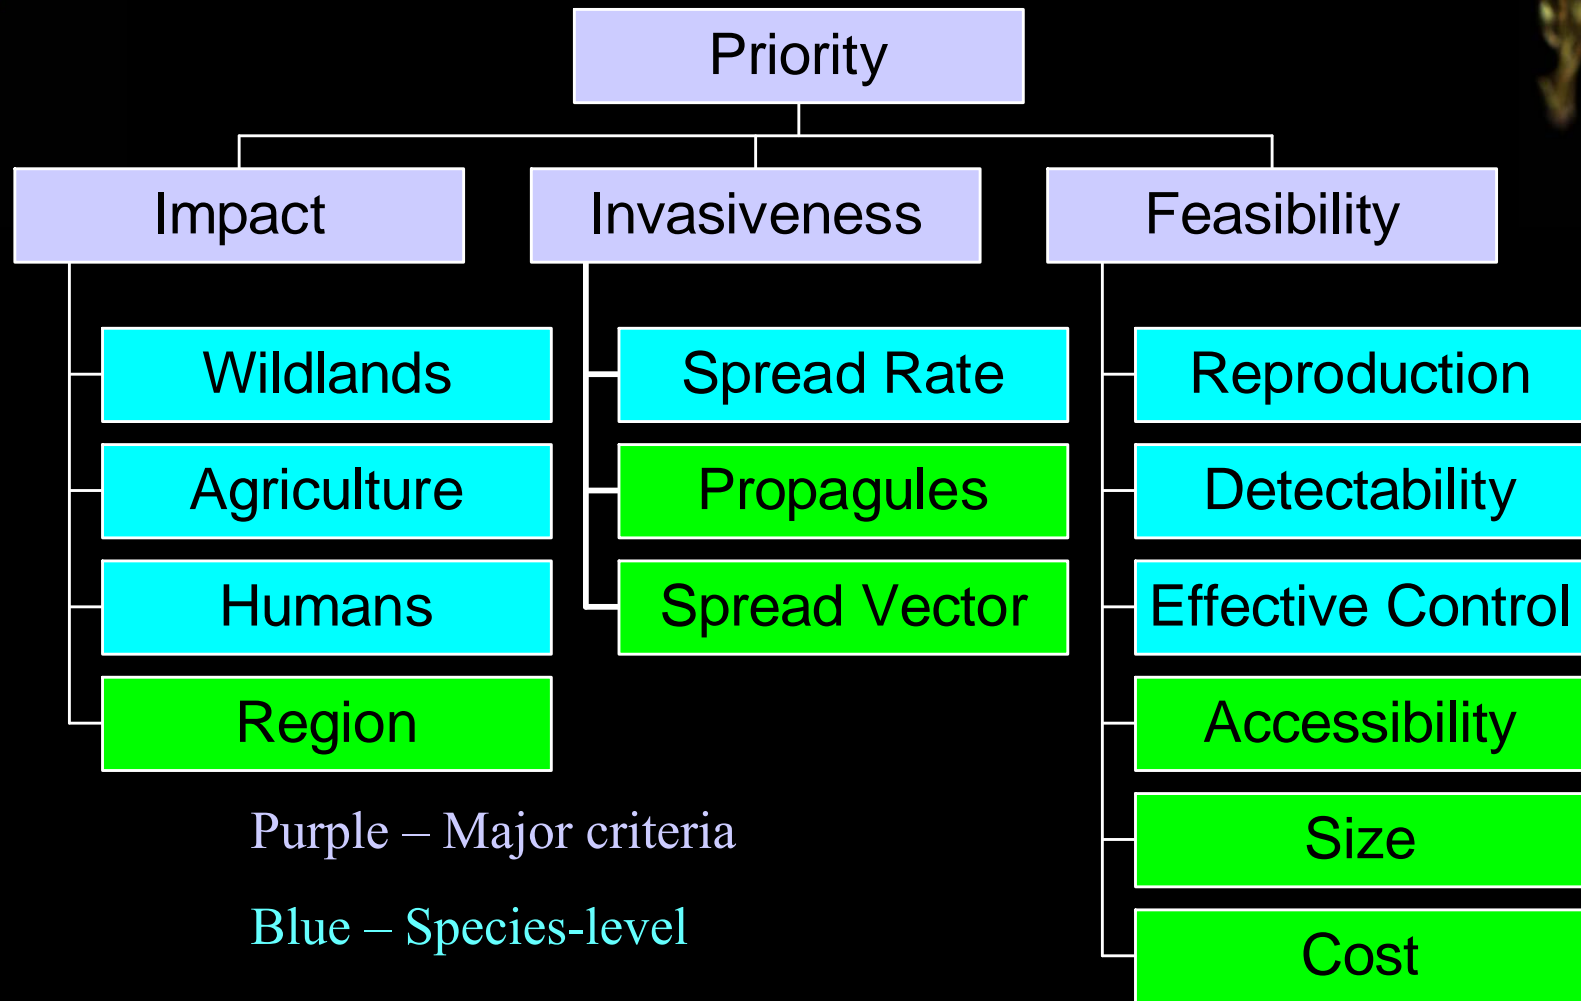 Priority
Impact
Invasiveness
Feasibility
Wildlands
Agriculture
Humans
Region
Spread Rate
Propagules
Spread Vector
Reproduction
Detectability
Effective Control
Accessibility
Size
Cost
Purple – Major criteria
Blue – Species-level